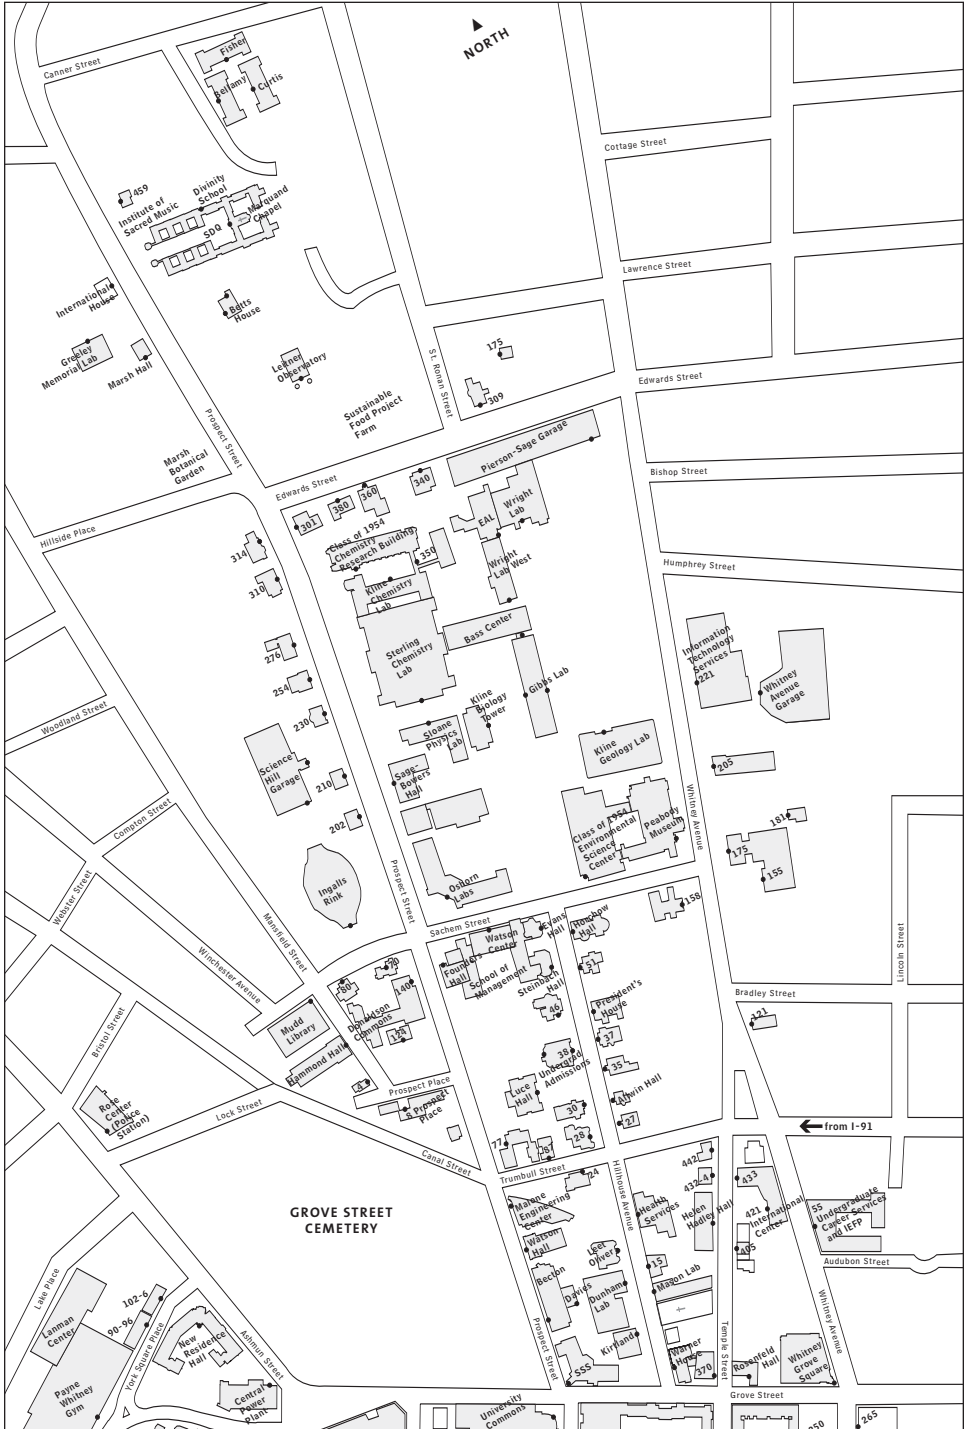 NORTH
Canner Street
Fisher
Bellamy
Curtis
Cottage Street
459
Institute of
Sacred Music
Divinity
School
SDQ
Marquand
Chapel
Lawrence Street
International
House
Betts
House
Greeley
Memorial Lab
Marsh Hall
Leitner
Observatory
175
St. Ronan Street
309
Edwards Street
Sustainable
Food Project
Farm
Prospect Street
Marsh
Botanical
Garden
Pierson-Sage Garage
Edwards Street
Bishop Street
340
360
380
301
Hillside Place
Class of 1954
Chemistry
Research Building
350
EAL
Wright
Lab
Wright
Lab West
Humphrey Street
314
310
Kline
Chemistry
Lab
Sterling
Chemistry
Lab
Bass Center
Gibbs Lab
Information
Technology
Services
221
Whitney
Avenue
Garage
276
254
230
Woodland Street
Kline
Biology
Tower
Sloane
Physics
Lab
Kline
Geology Lab
205
Science
Hill
Garage
210
Sage-
Bowers
Hall
202
Compton Street
Whitney Avenue
Class of 1954
Environmental
Science
Center
Peabody
Museum
181
175
155
Ingalls
Rink
Osborn
Labs
Prospect Street
Webster Street
Mansfield Street
Winchester Avenue
Sachem Street
158
Lincoln Street
Founders
Hall
Watson
Center
School of
Management
Evans
Hall
Steinbach
Hall
Horchow
Hall
51
46
President's
House
37
Bradley Street
121
70
80
140
Donaldson
Commons
124
Mudd
Library
Hammond Hall
4
Prospect Place
8 Prospect
Place
Bristol Street
Rose
Center
(Police
Station)
Lock Street
Canal Street
Luce
Hall
38
Undergrad
Admissions
35
Allwin Hall
30
28
27
77
87
Trumbull Street
24
from I-91
442
432-4
433
421
International
Center
405
55
Undergraduate
Career Services
and IEFP
Audubon Street
GROVE STREET
CEMETERY
Malone
Engineering
Center
Watson
Hall
Hillhouse Avenue
Health
Services
Helen
Hadley Hall
Leet
Oliver
15
Mason Lab
Becton
Davies
Dunham
Lab
Kirtland
SSS
Prospect Street
Warner
House
370
Temple Street
Rosenfeld
Hall
Whitney
Grove
Square
Whitney Avenue
Grove Street
Lake Place
Lanman
Center
102-6
90-96
York Square Place
New
Residence
Hall
Ashmun Street
Payne
Whitney
Gym
Central
Power
Plant
University
Commons
250
265